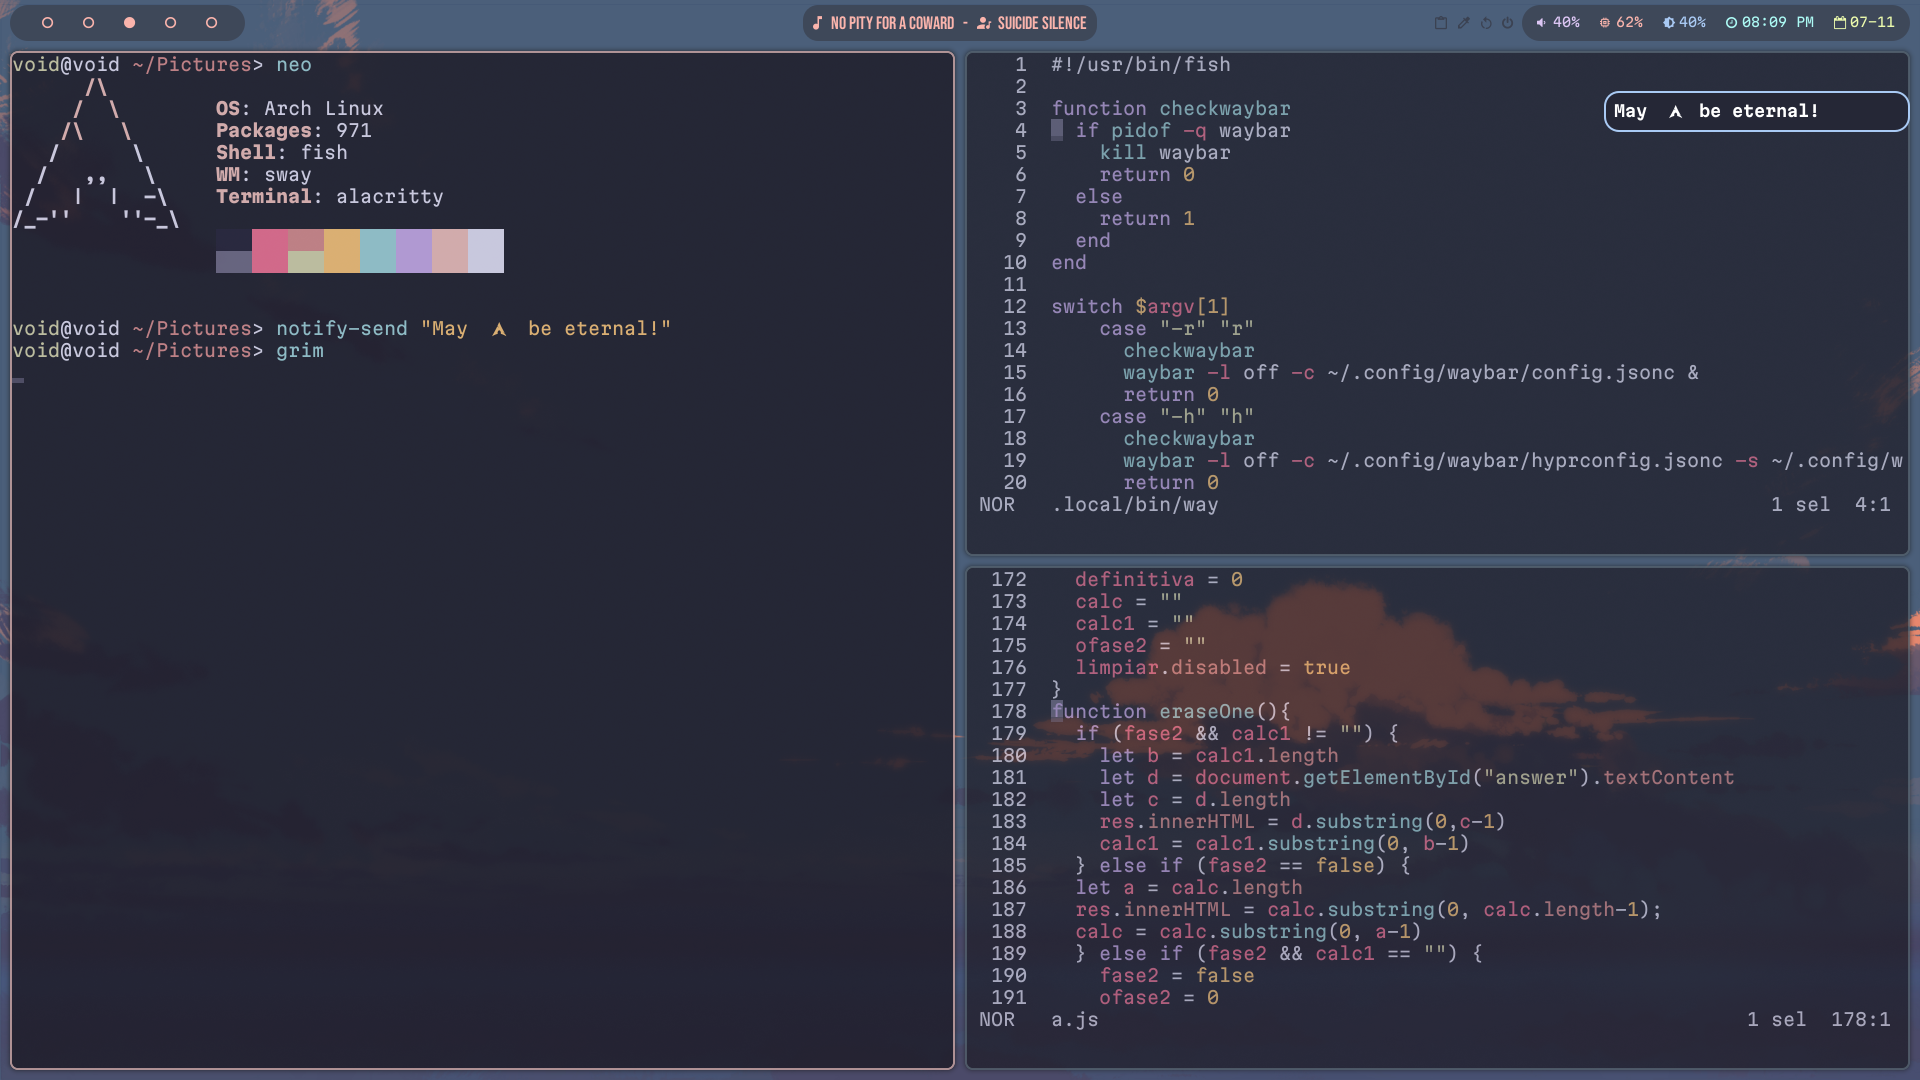 NO PITY FOR A COWARD - SUICIDE SILENCE
40% 62% 40% 08:09 PM 07-11
void@void ~/Pictures> neo
OS: Arch Linux
Packages: 971
Shell: fish
WM: sway
Terminal: alacritty
void@void ~/Pictures> notify-send "May be eternal!"
void@void ~/Pictures> grim
1 #!/usr/bin/fish
2
3 function checkwaybar
4 if pidof -q waybar
5 kill waybar
6 return 0
7 else
8 return 1
9 end
10 end
11
12 switch $argv[1]
13 case "-r" "r"
14 checkwaybar
15 waybar -l off -c ~/.config/waybar/config.jsonc &
16 return 0
17 case "-h" "h"
18 checkwaybar
19 waybar -l off -c ~/.config/waybar/hyprconfig.jsonc -s ~/.config/w
20 return 0
NOR .local/bin/way 1 sel 4:1
May be eternal!
172 definitiva = 0
173 calc = ""
174 calc1 = ""
175 ofase2 = ""
176 limpiar.disabled = true
177 }
178 function eraseOne(){
179 if (fase2 && calc1 != "") {
180 let b = calc1.length
181 let d = document.getElementById("answer").textContent
182 let c = d.length
183 res.innerHTML = d.substring(0,c-1)
184 calc1 = calc1.substring(0, b-1)
185 } else if (fase2 == false) {
186 let a = calc.length
187 res.innerHTML = calc.substring(0, calc.length-1);
188 calc = calc.substring(0, a-1)
189 } else if (fase2 && calc1 == "") {
190 fase2 = false
191 ofase2 = 0
NOR a.js 1 sel 178:1